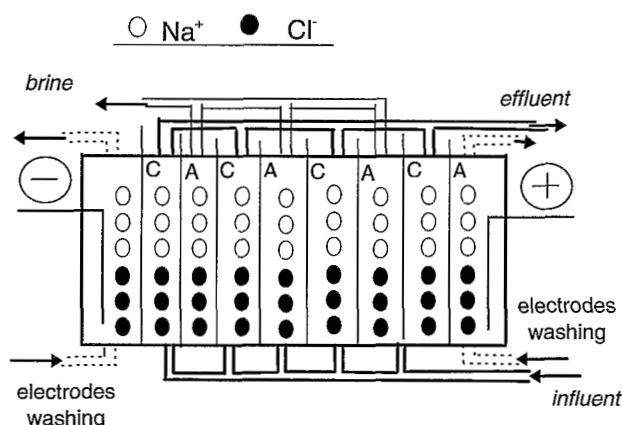 Na⁺ Cl⁻
brine
effluent
− C A C A C A C A +
electrodes
washing
electrodes
washing
influent